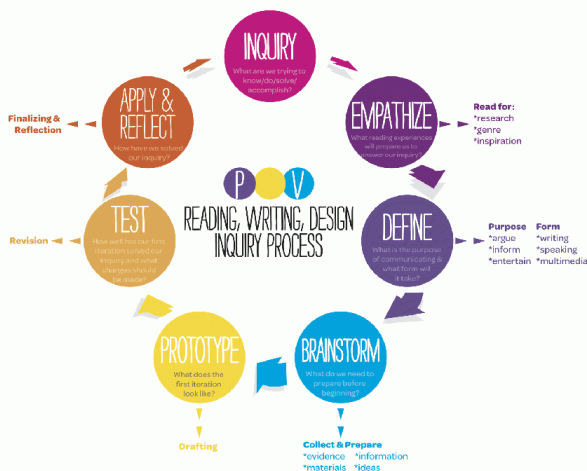 INQUIRY
What are we trying to
know/do/solve/
accomplish?
EMPATHIZE
What reading experiences
will prepare us to
answer our inquiry?
Read for:
*research
*genre
*inspiration
DEFINE
What is the purpose
of communicating &
what form will
it take?
Purpose Form
*argue *writing
*inform *speaking
*entertain *multimedia
BRAINSTORM
What do we need to
prepare before
beginning?
Collect & Prepare
*evidence *information
*materials *ideas
PROTOTYPE
What does the
first iteration
look like?
Drafting
TEST
How well has our first
iteration solved our
inquiry and what
changes should
be made?
Revision
APPLY &
REFLECT
How have we solved
our inquiry?
Finalizing &
Reflection
P V
READING, WRITING, DESIGN
INQUIRY PROCESS